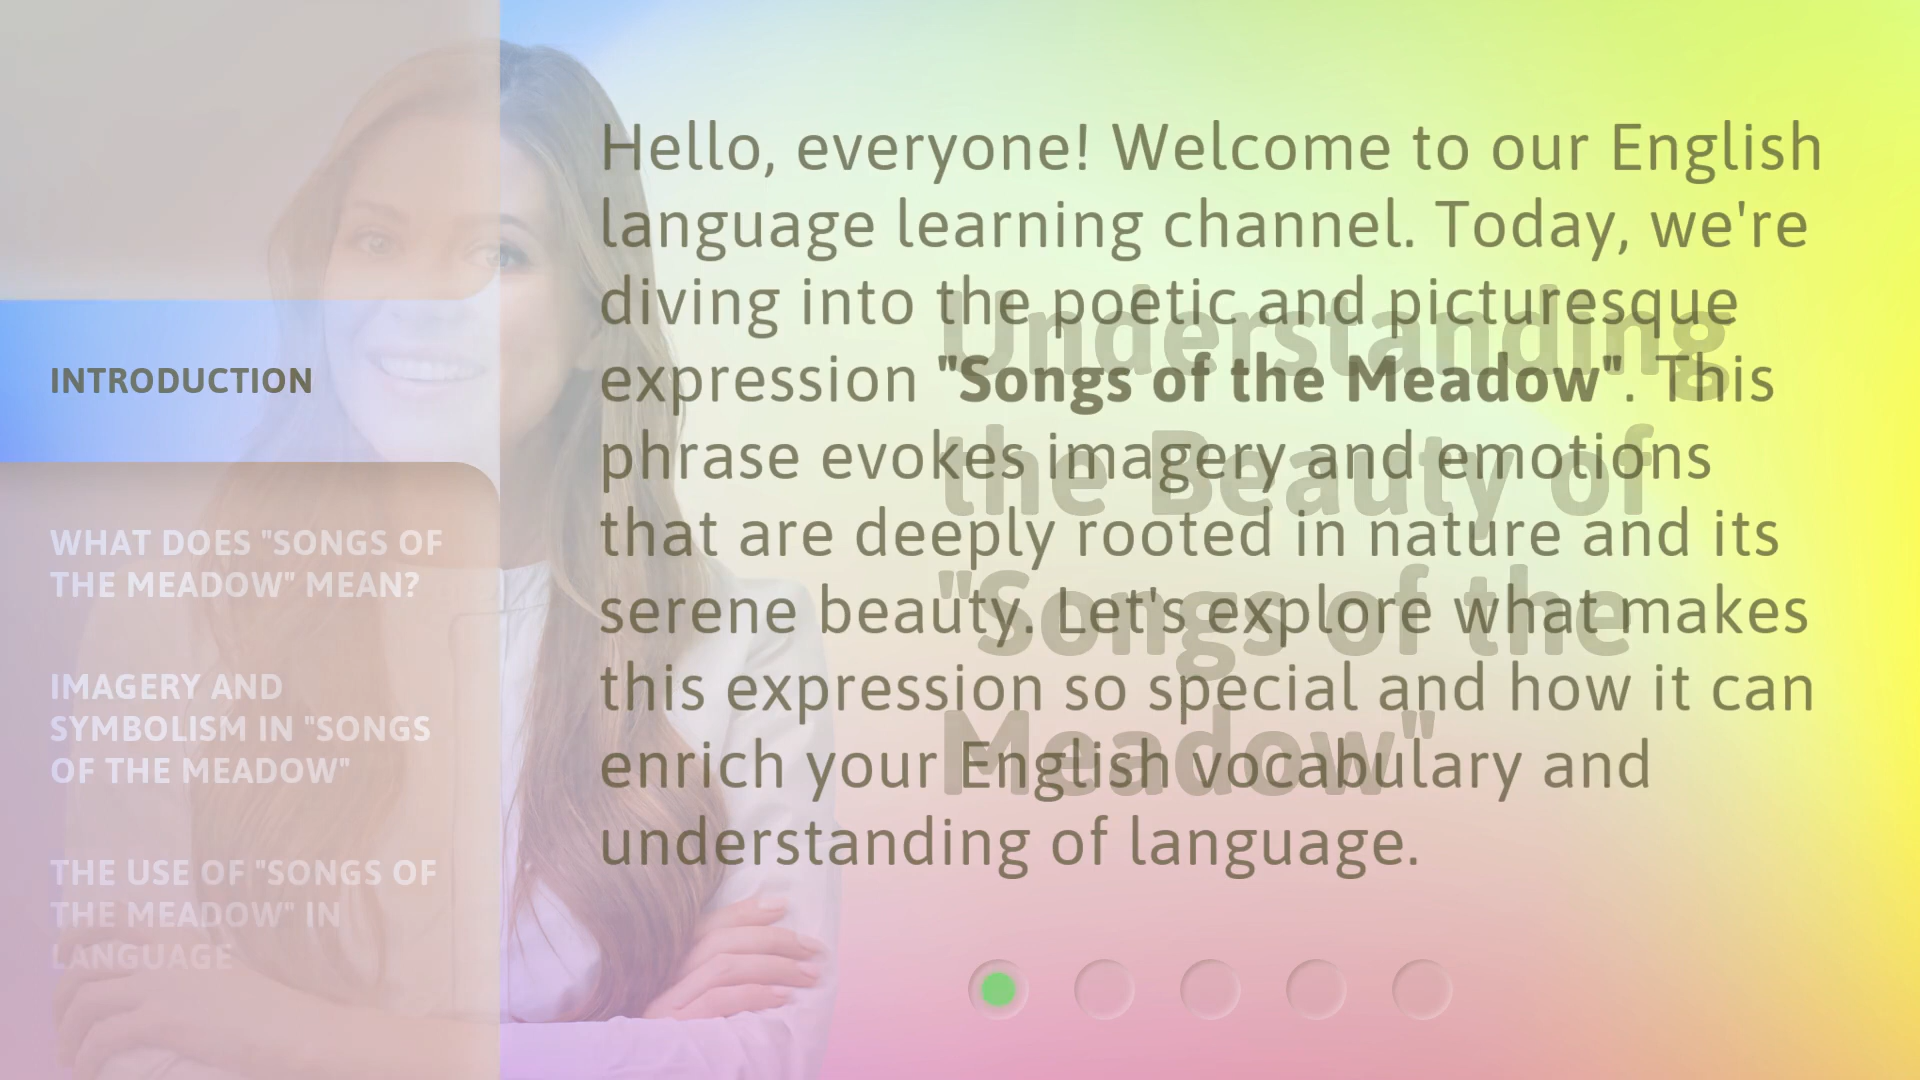 INTRODUCTION
WHAT DOES "SONGS OF
THE MEADOW" MEAN?
IMAGERY AND
SYMBOLISM IN "SONGS
OF THE MEADOW"
THE USE OF "SONGS OF
THE MEADOW" IN
LANGUAGE
Hello, everyone! Welcome to our English
language learning channel. Today, we're
diving into the poetic and picturesque
expression "Songs of the Meadow". This
phrase evokes imagery and emotions
that are deeply rooted in nature and its
serene beauty. Let's explore what makes
this expression so special and how it can
enrich your English vocabulary and
understanding of language.
Understanding
the Beauty of
"Songs of the
Meadow"